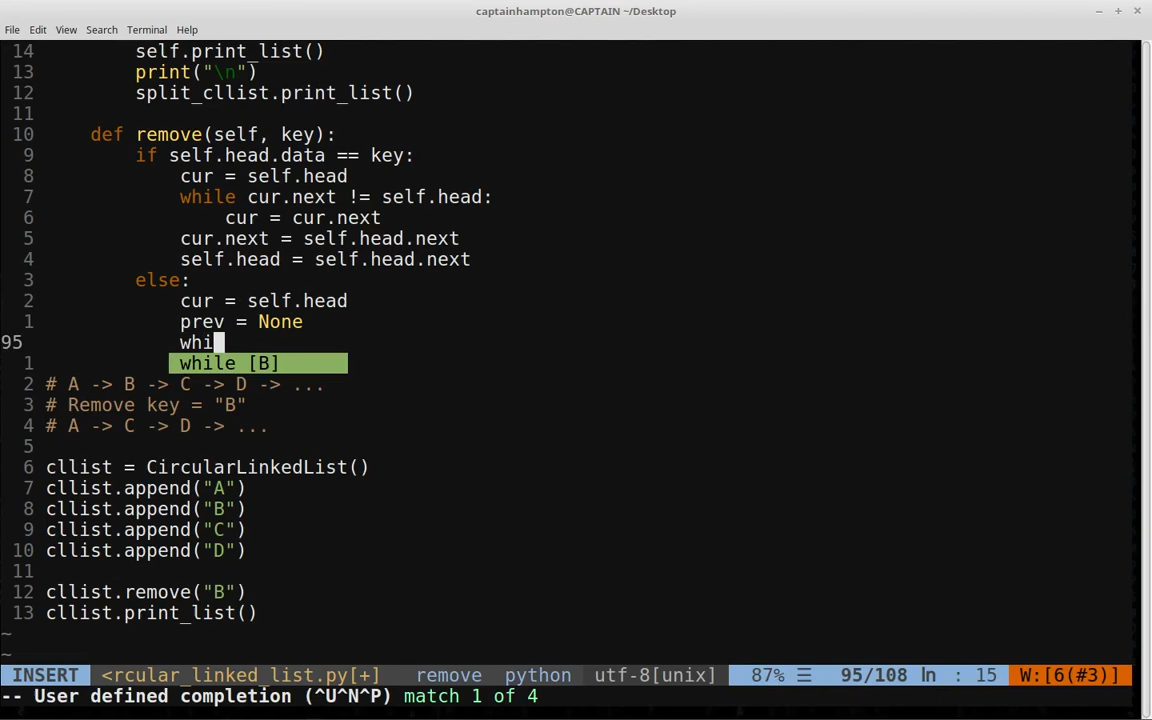 captainhampton@CAPTAIN ~/Desktop
File Edit View Search Terminal Help
14 self.print_list()
13 print("\n")
12 split_cllist.print_list()
11
10 def remove(self, key):
9 if self.head.data == key:
8 cur = self.head
7 while cur.next != self.head:
6 cur = cur.next
5 cur.next = self.head.next
4 self.head = self.head.next
3 else:
2 cur = self.head
1 prev = None
95 whi
1 while [B]
2 # A -> B -> C -> D -> ...
3 # Remove key = "B"
4 # A -> C -> D -> ...
5
6 cllist = CircularLinkedList()
7 cllist.append("A")
8 cllist.append("B")
9 cllist.append("C")
10 cllist.append("D")
11
12 cllist.remove("B")
13 cllist.print_list()
~
~
INSERT <rcular_linked_list.py[+] remove python utf-8[unix] 87% ☰ 95/108 ln : 15 W:[6(#3)]
-- User defined completion (^U^N^P) match 1 of 4